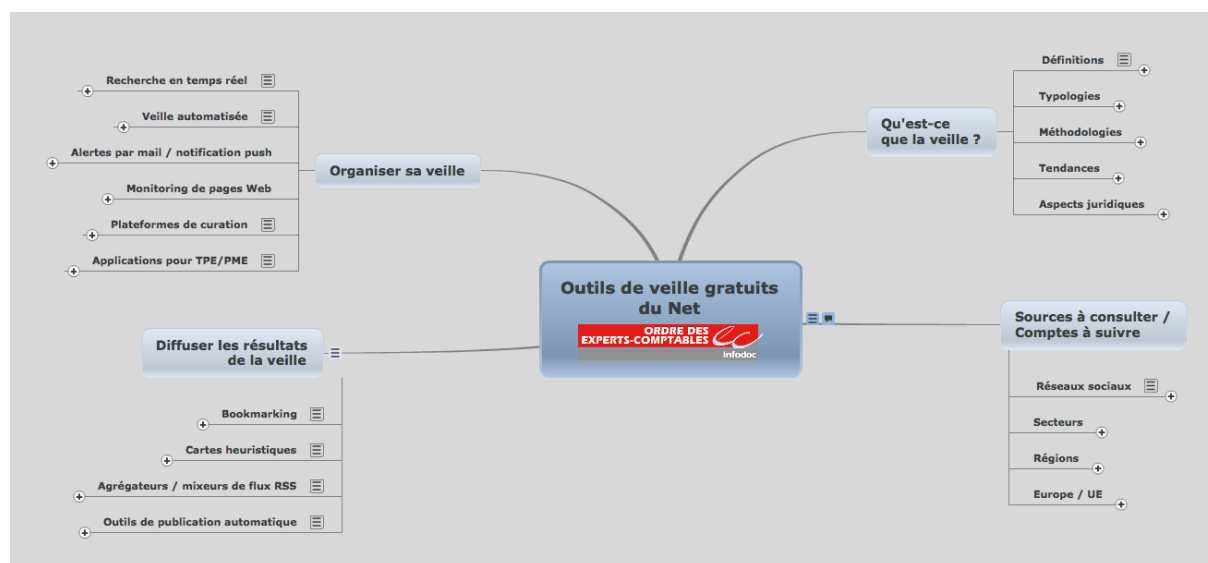 Outils de veille gratuits
du Net
ORDRE DES
EXPERTS-COMPTABLES
Infodoc
Qu'est-ce
que la veille ?
Définitions
Typologies
Méthodologies
Tendances
Aspects juridiques
Sources à consulter /
Comptes à suivre
Réseaux sociaux
Secteurs
Régions
Europe / UE
Organiser sa veille
Recherche en temps réel
Veille automatisée
Alertes par mail / notification push
Monitoring de pages Web
Plateformes de curation
Applications pour TPE/PME
Diffuser les résultats
de la veille
Bookmarking
Cartes heuristiques
Agrégateurs / mixeurs de flux RSS
Outils de publication automatique